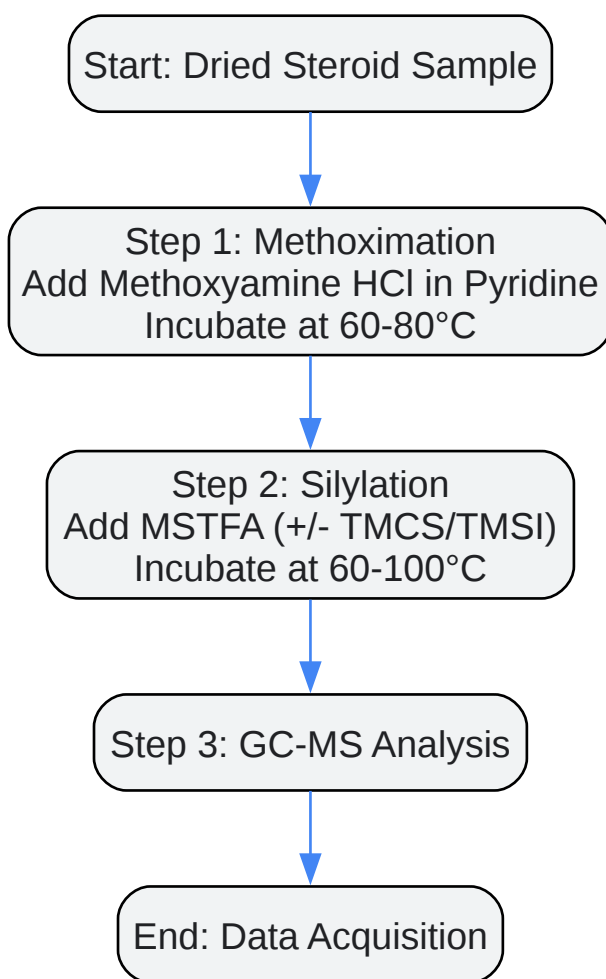 Start: Dried Steroid Sample
Step 1: Methoximation
Add Methoxyamine HCl in Pyridine
Incubate at 60-80°C
Step 2: Silylation
Add MSTFA (+/- TMCS/TMSI)
Incubate at 60-100°C
Step 3: GC-MS Analysis
End: Data Acquisition